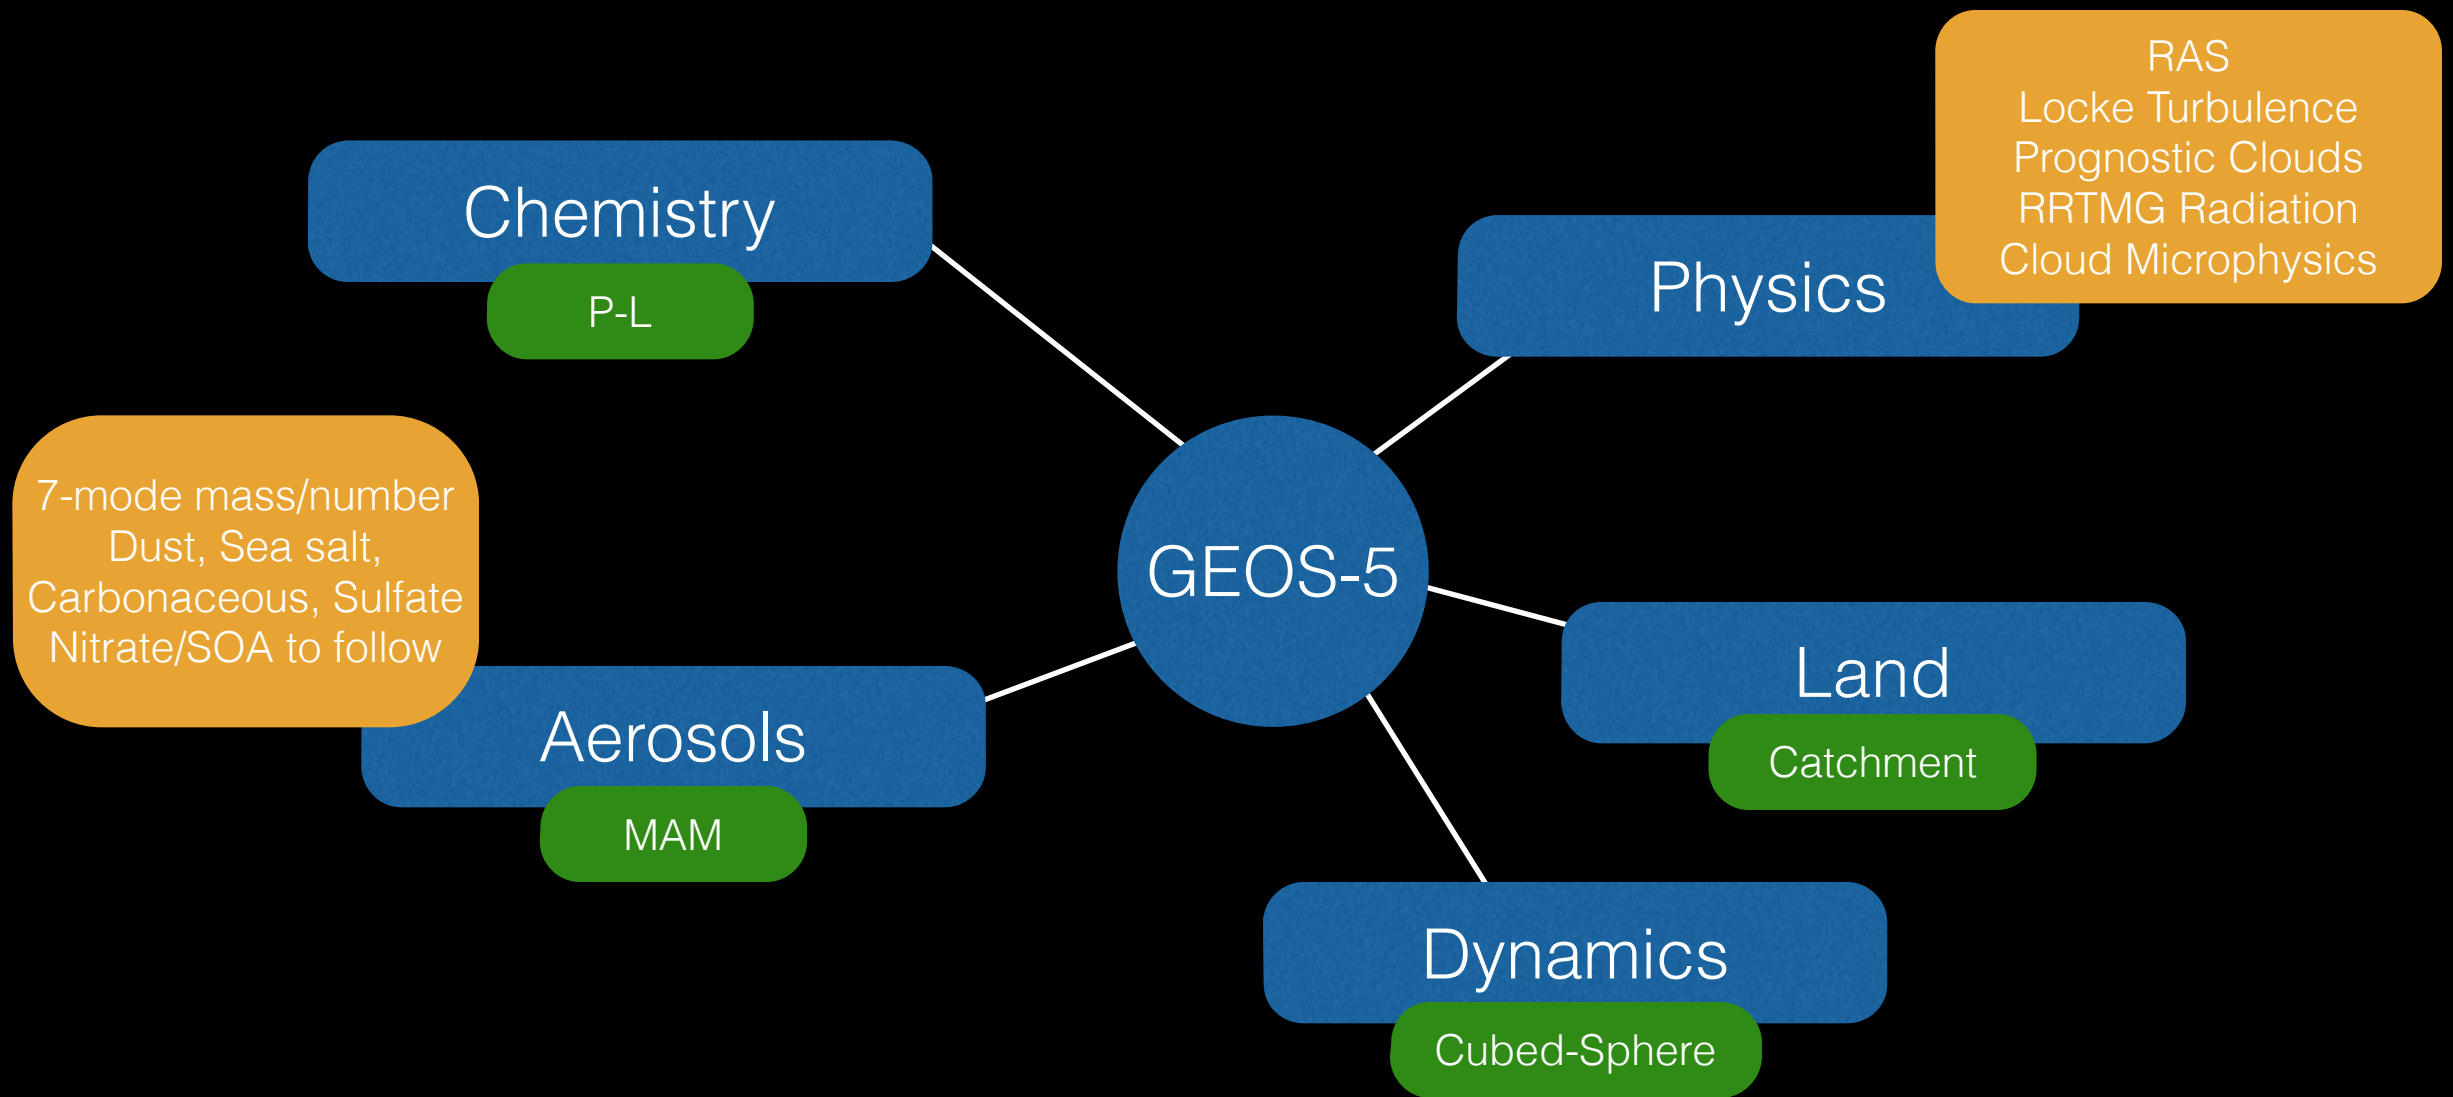 RAS
Locke Turbulence
Prognostic Clouds
RRTMG Radiation
Cloud Microphysics
Chemistry
P-L
Physics
7-mode mass/number
Dust, Sea salt,
Carbonaceous, Sulfate
Nitrate/SOA to follow
GEOS-5
Aerosols
MAM
Land
Catchment
Dynamics
Cubed-Sphere